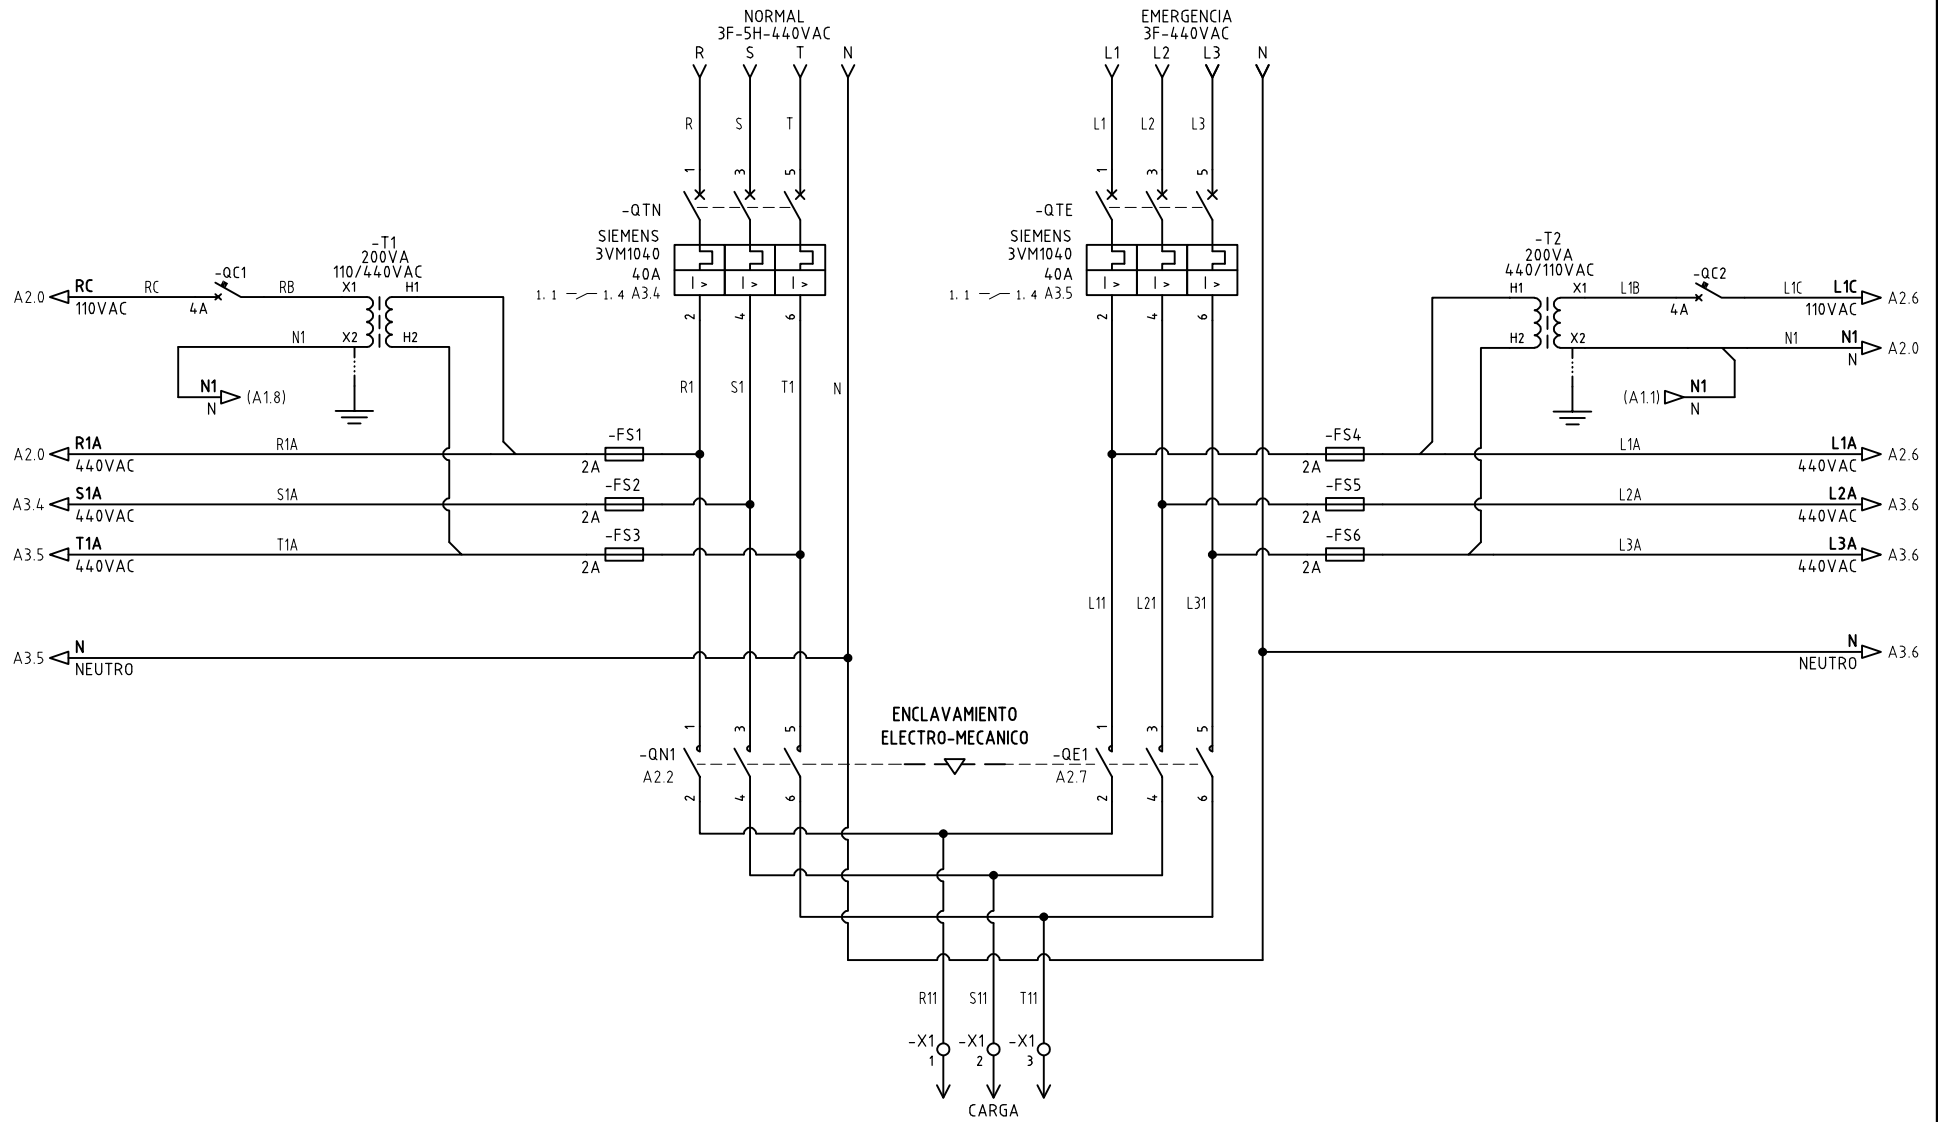 NORMAL
3F-5H-440VAC
R S T N
EMERGENCIA
3F-440VAC
L1 L2 L3 N
R S T
L1 L2 L3
1 3 5
1 3 5
-QTN
SIEMENS
3VM1040
40A
1.1 1.4 A3.4
I > I > I >
2 4 6
-QTE
SIEMENS
3VM1040
40A
1.1 1.4 A3.5
I > I > I >
2 4 6
-T1
200VA
110/440VAC
X1 H1
X2 H2
-QC1
4A
A2.0 RC
110VAC
RC RB
N1
N1
N (A1.8)
-T2
200VA
440/110VAC
H1 X1
H2 X2
-QC2
4A
L1B L1C
L1C
110VAC A2.6
N1
N1
N A2.0
(A1.1) N1
N
R1 S1 T1 N
A2.0 R1A
440VAC
R1A
-FS1
2A
A3.4 S1A
440VAC
S1A
-FS2
2A
A3.5 T1A
440VAC
T1A
-FS3
2A
-FS4
2A
L1A
L1A
440VAC A2.6
-FS5
2A
L2A
L2A
440VAC A3.6
-FS6
2A
L3A
L3A
440VAC A3.6
L11 L21 L31
A3.5 N
NEUTRO
N
NEUTRO A3.6
ENCLAVAMIENTO
ELECTRO-MECANICO
1 3 5
-QN1
A2.2
2 4 6
1 3 5
-QE1
A2.7
2 4 6
R11 S11 T11
-X1 -X1 -X1
1 2 3
CARGA